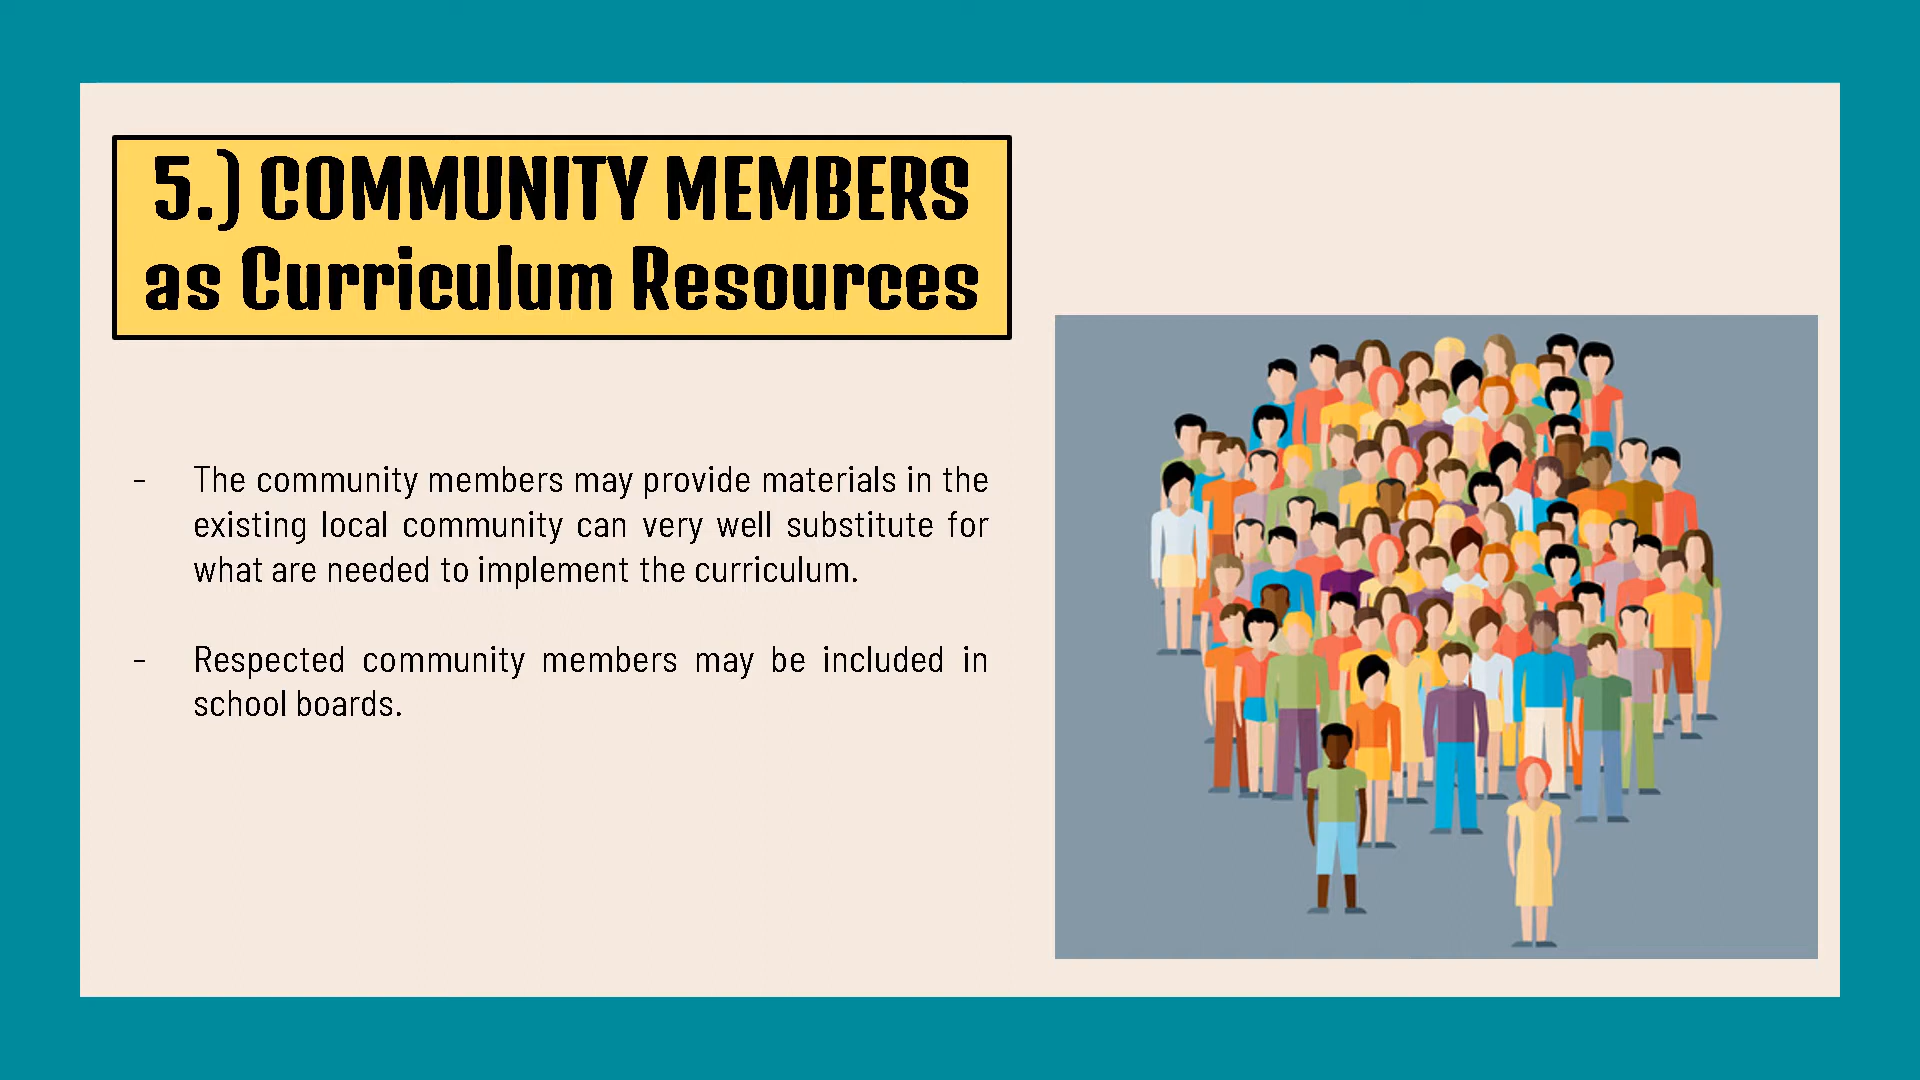 5.) COMMUNITY MEMBERS
as Curriculum Resources
- The community members may provide materials in the
existing local community can very well substitute for
what are needed to implement the curriculum.
- Respected community members may be included in
school boards.